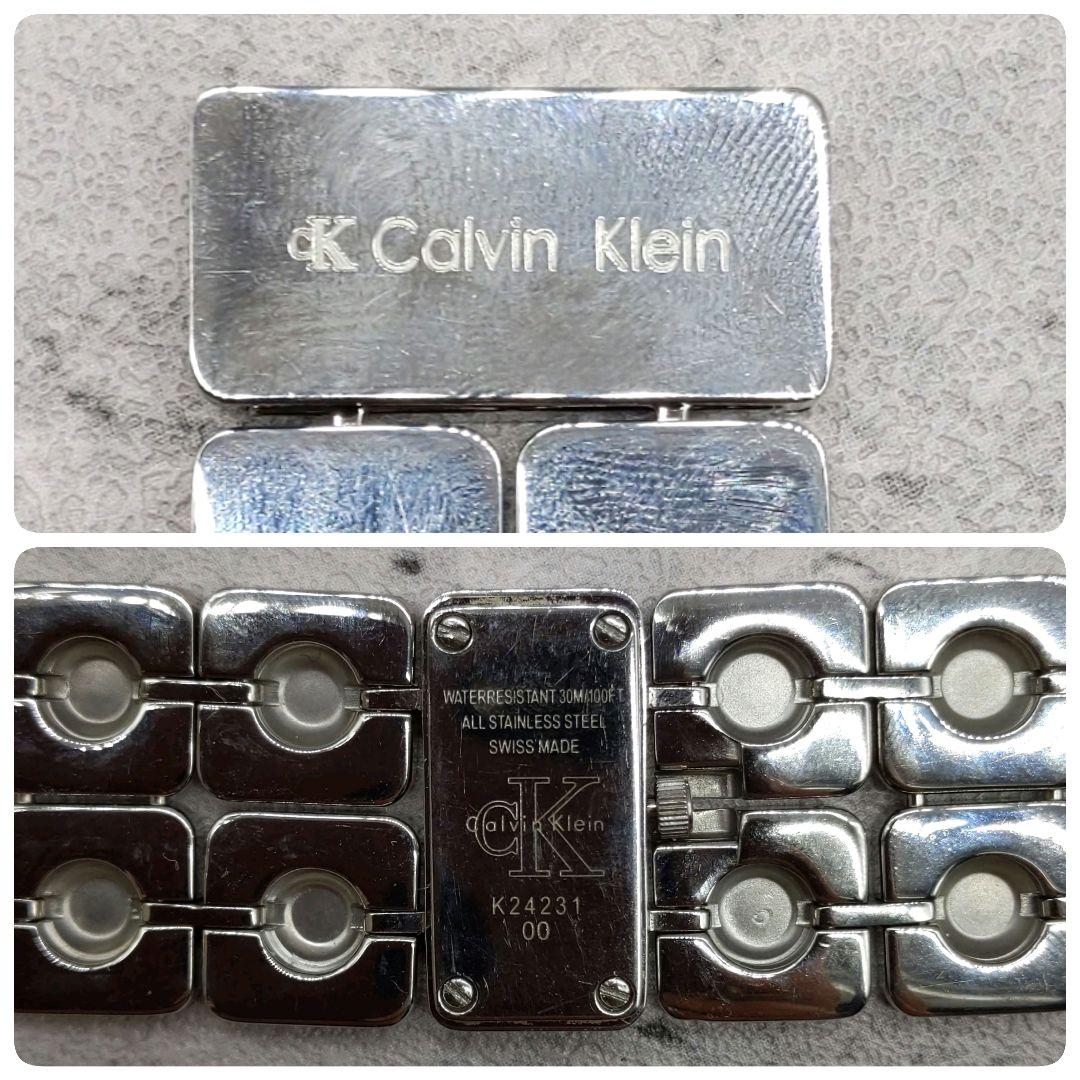 cK Calvin Klein
WATERRESISTANT 30M/100FT
ALL STAINLESS STEEL
SWISS MADE
cK
Calvin Klein
K24231
00